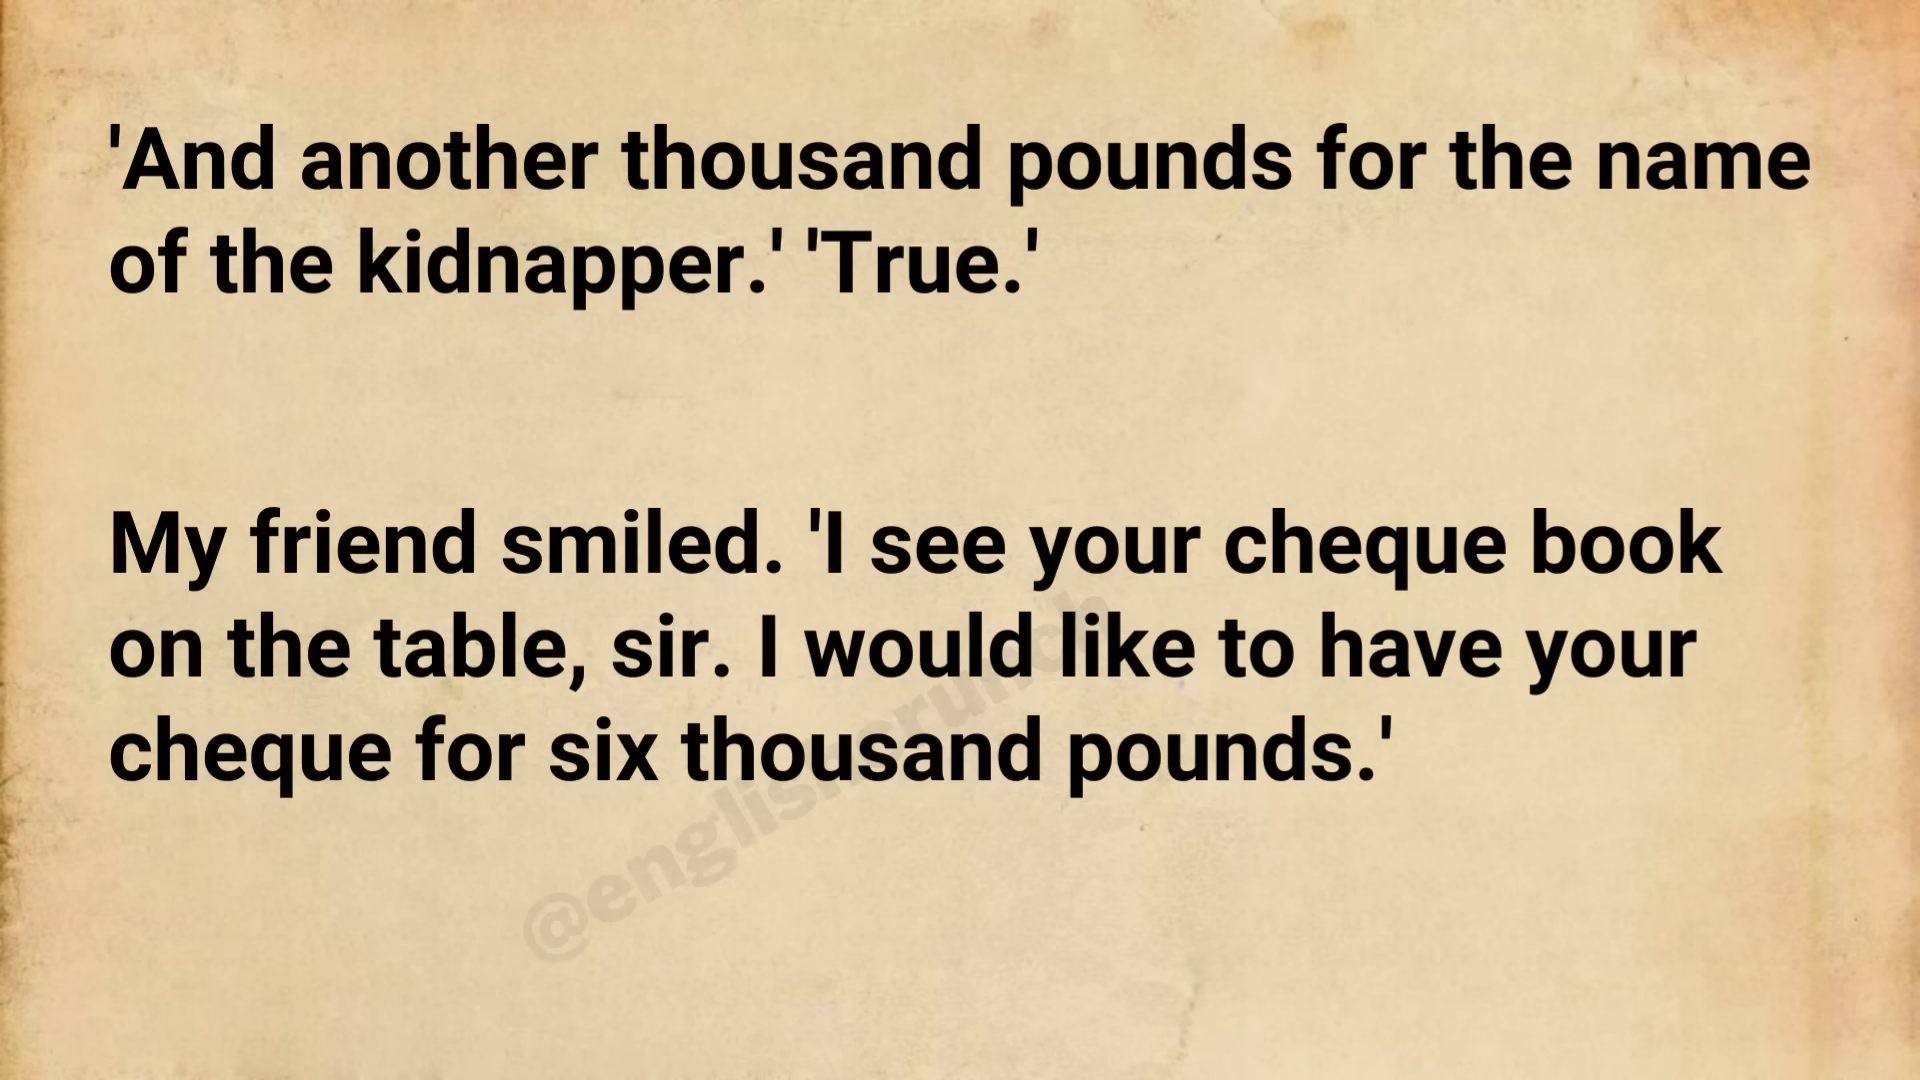 'And another thousand pounds for the name
of the kidnapper.' 'True.'
My friend smiled. 'I see your cheque book
on the table, sir. I would like to have your
cheque for six thousand pounds.'
@englishcrunch